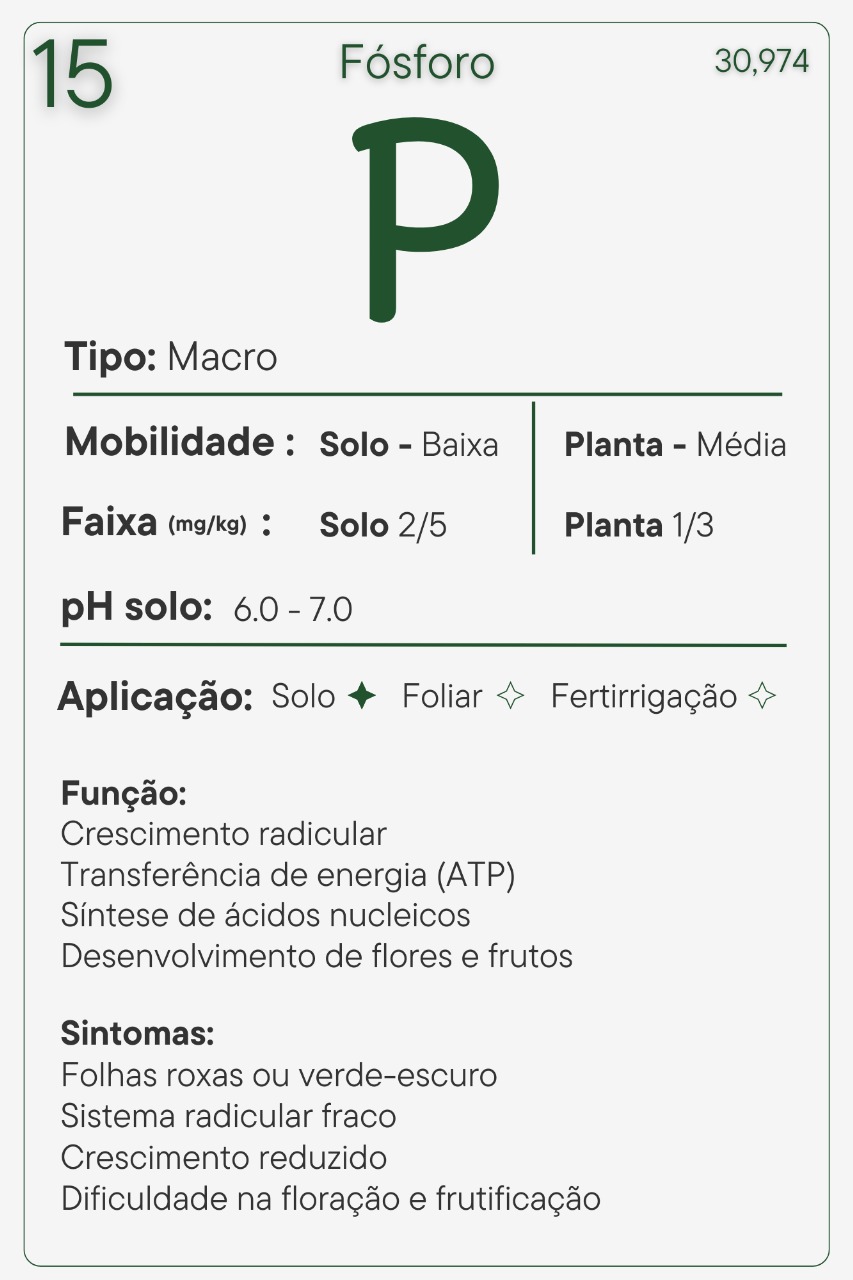 15 Fósforo 30,974
P
Tipo: Macro
Mobilidade : Solo - Baixa Planta - Média
Faixa (mg/kg) : Solo 2/5 Planta 1/3
pH solo: 6.0 - 7.0
Aplicação: Solo ✦ Foliar ✧ Fertirrigação ✧
Função:
Crescimento radicular
Transferência de energia (ATP)
Síntese de ácidos nucleicos
Desenvolvimento de flores e frutos
Sintomas:
Folhas roxas ou verde-escuro
Sistema radicular fraco
Crescimento reduzido
Dificuldade na floração e frutificação